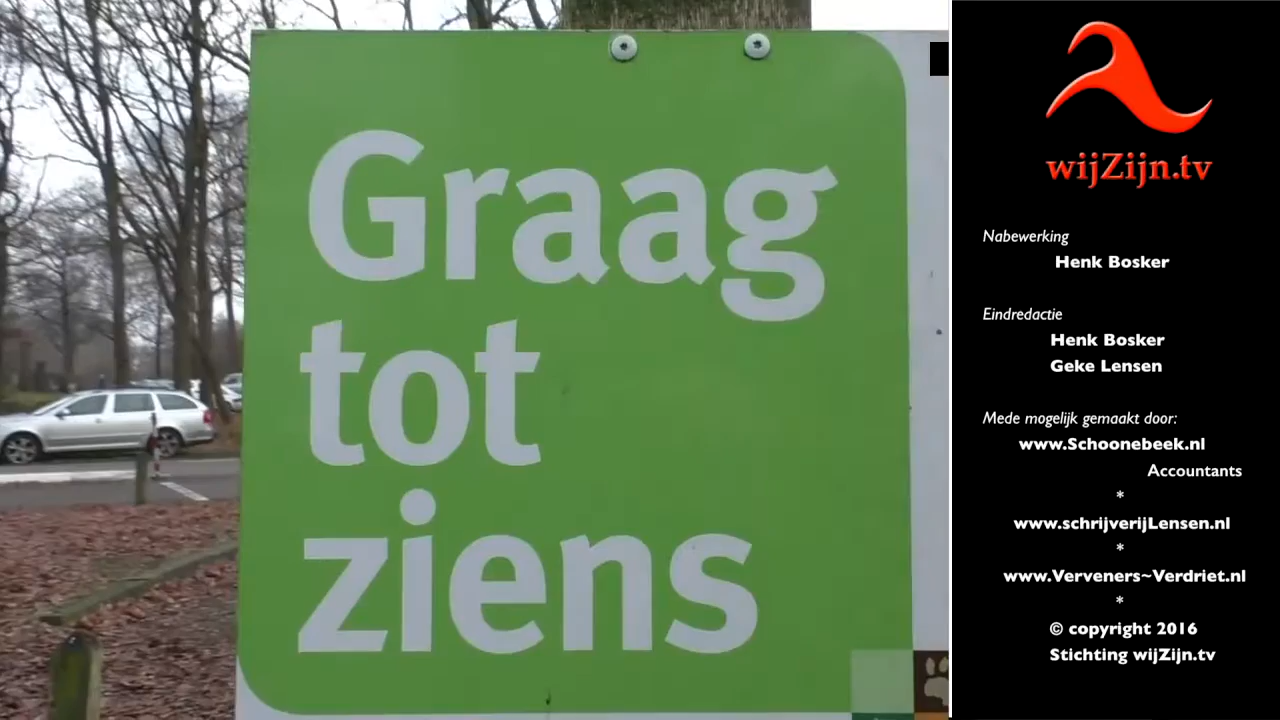 Graag
tot
ziens
wijZijn.tv
Nabewerking
Henk Bosker
Eindredactie
Henk Bosker
Geke Lensen
Mede mogelijk gemaakt door:
www.Schoonebeek.nl
Accountants
*
www.schrijverijLensen.nl
*
www.Verveners~Verdriet.nl
*
© copyright 2016
Stichting wijZijn.tv